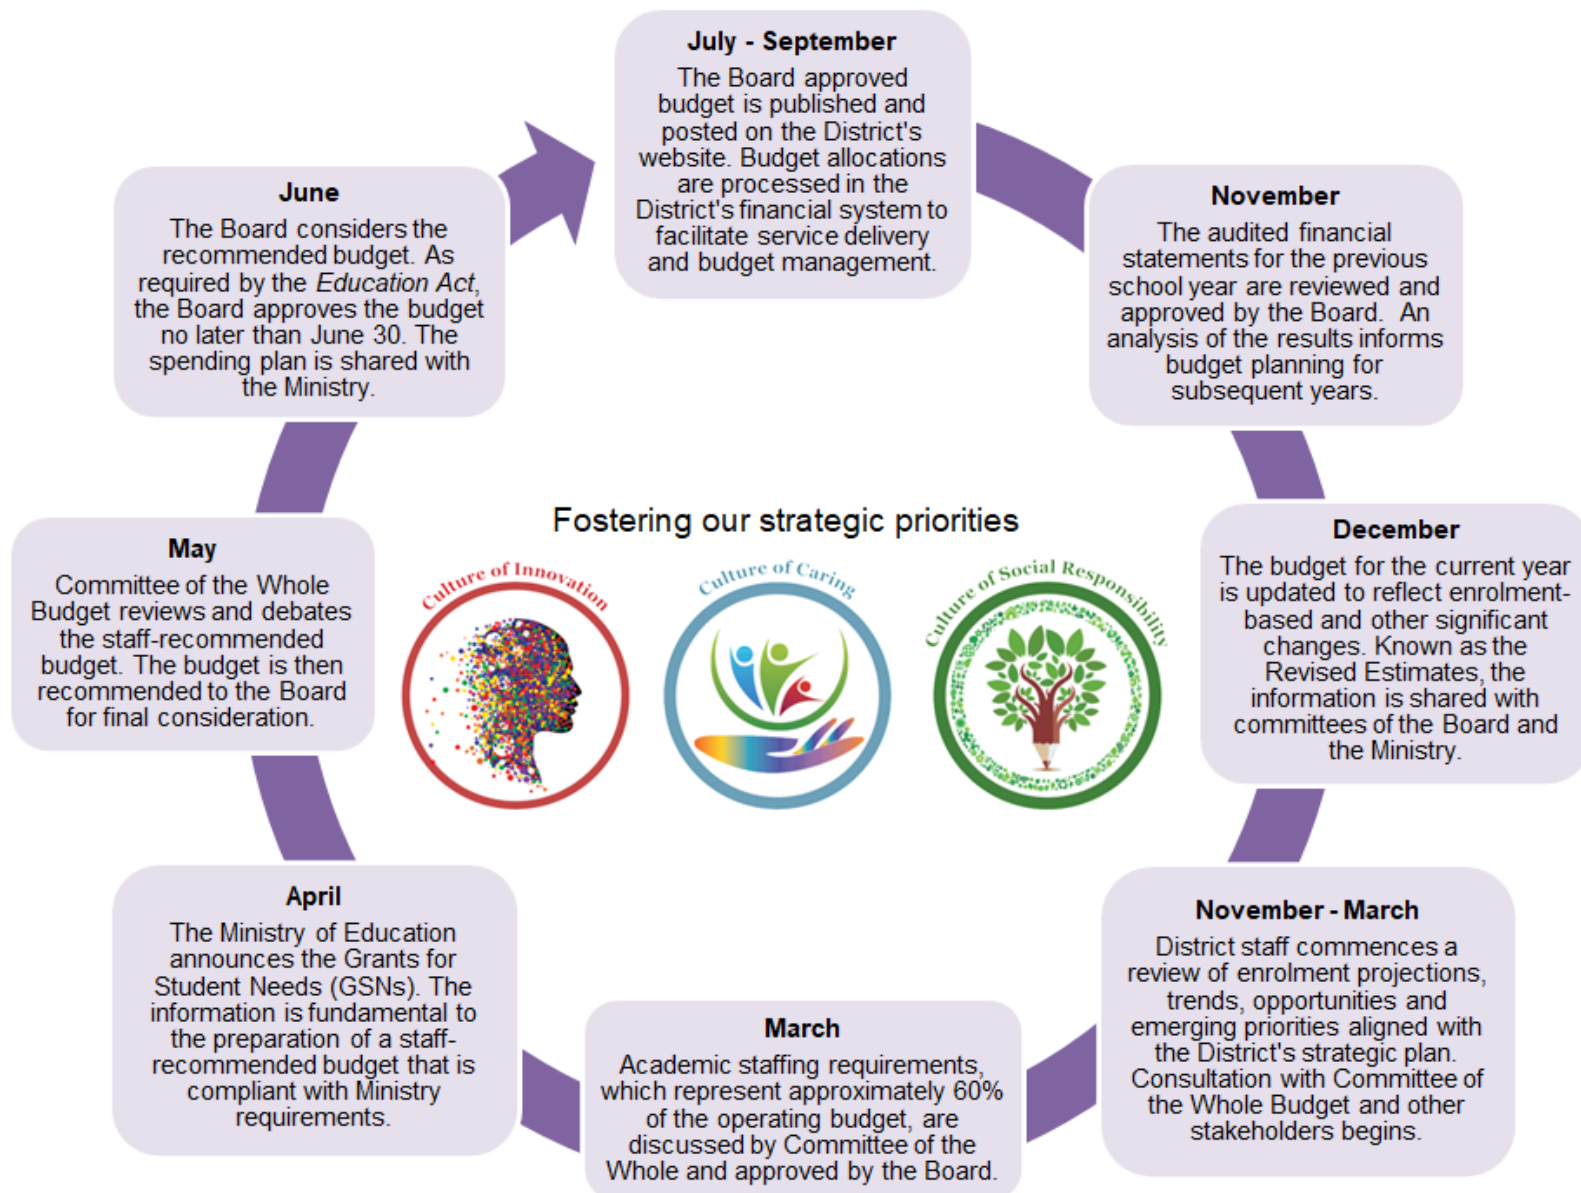 July - September
The Board approved
budget is published and
posted on the District's
website. Budget allocations
are processed in the
District's financial system to
facilitate service delivery
and budget management.
November
The audited financial
statements for the previous
school year are reviewed and
approved by the Board.  An
analysis of the results informs
budget planning for
subsequent years.
December
The budget for the current year
is updated to reflect enrolment-
based and other significant
changes. Known as the
Revised Estimates, the
information is shared with
committees of the Board and
the Ministry.
November - March
District staff commences a
review of enrolment projections,
trends, opportunities and
emerging priorities aligned with
the District's strategic plan.
Consultation with Committee of
the Whole Budget and other
stakeholders begins.
March
Academic staffing requirements,
which represent approximately 60%
of the operating budget, are
discussed by Committee of the
Whole and approved by the Board.
April
The Ministry of Education
announces the Grants for
Student Needs (GSNs). The
information is fundamental to
the preparation of a staff-
recommended budget that is
compliant with Ministry
requirements.
May
Committee of the Whole
Budget reviews and debates
the staff-recommended
budget. The budget is then
recommended to the Board
for final consideration.
June
The Board considers the
recommended budget. As
required by the Education Act,
the Board approves the budget
no later than June 30. The
spending plan is shared with
the Ministry.
Fostering our strategic priorities
Culture of Innovation
Culture of Caring
Culture of Social Responsibility